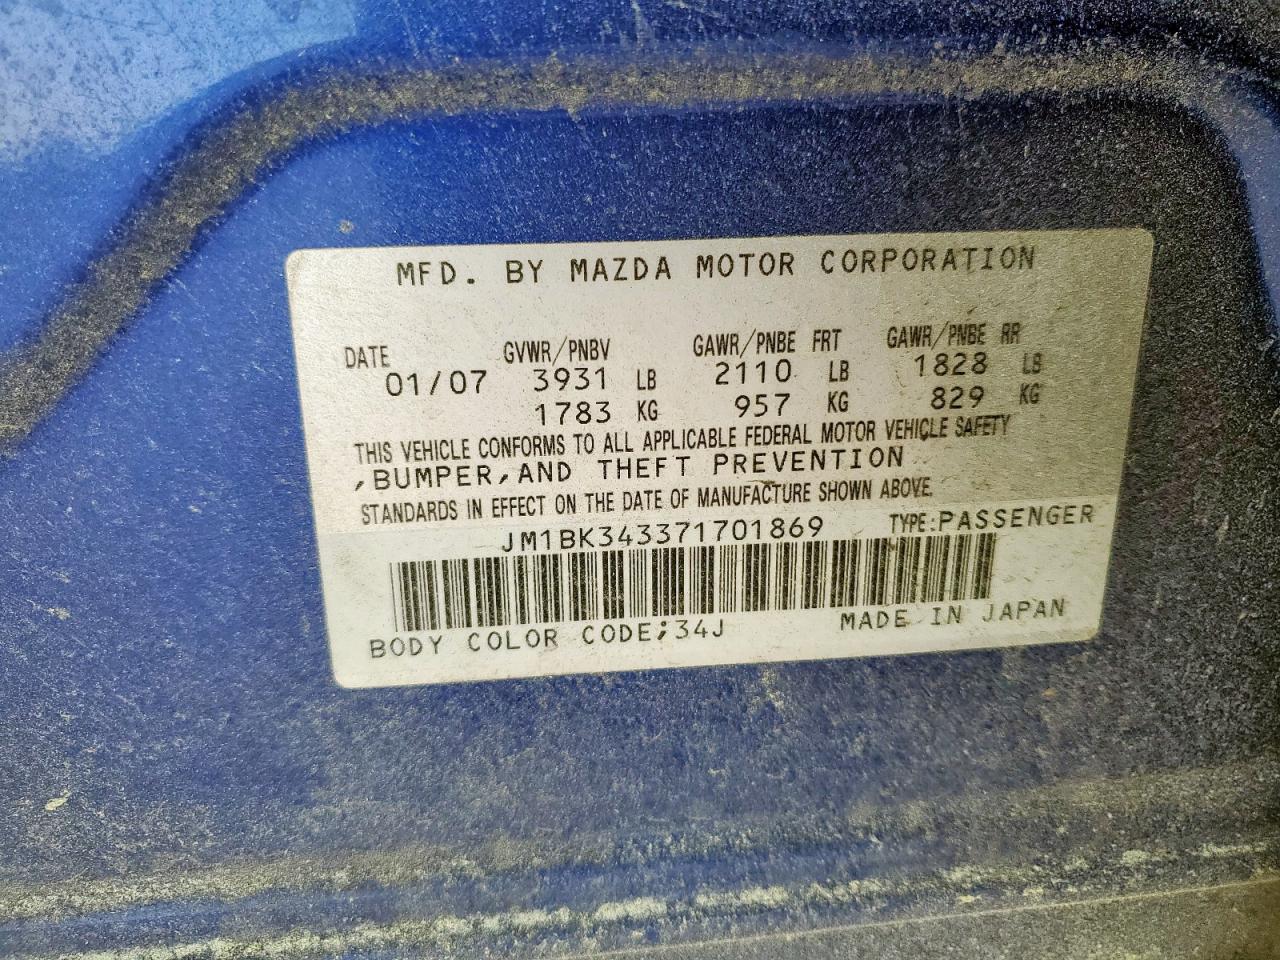 MFD. BY MAZDA MOTOR CORPORATION
DATE GVWR/PNBV GAWR/PNBE FRT GAWR/PNBE RR
01/07 3931 LB 2110 LB 1828 LB
1783 KG 957 KG 829 KG
THIS VEHICLE CONFORMS TO ALL APPLICABLE FEDERAL MOTOR VEHICLE SAFETY
,BUMPER,AND THEFT PREVENTION
STANDARDS IN EFFECT ON THE DATE OF MANUFACTURE SHOWN ABOVE.
JM1BK343371701869 TYPE:PASSENGER
BODY COLOR CODE;34J MADE IN JAPAN